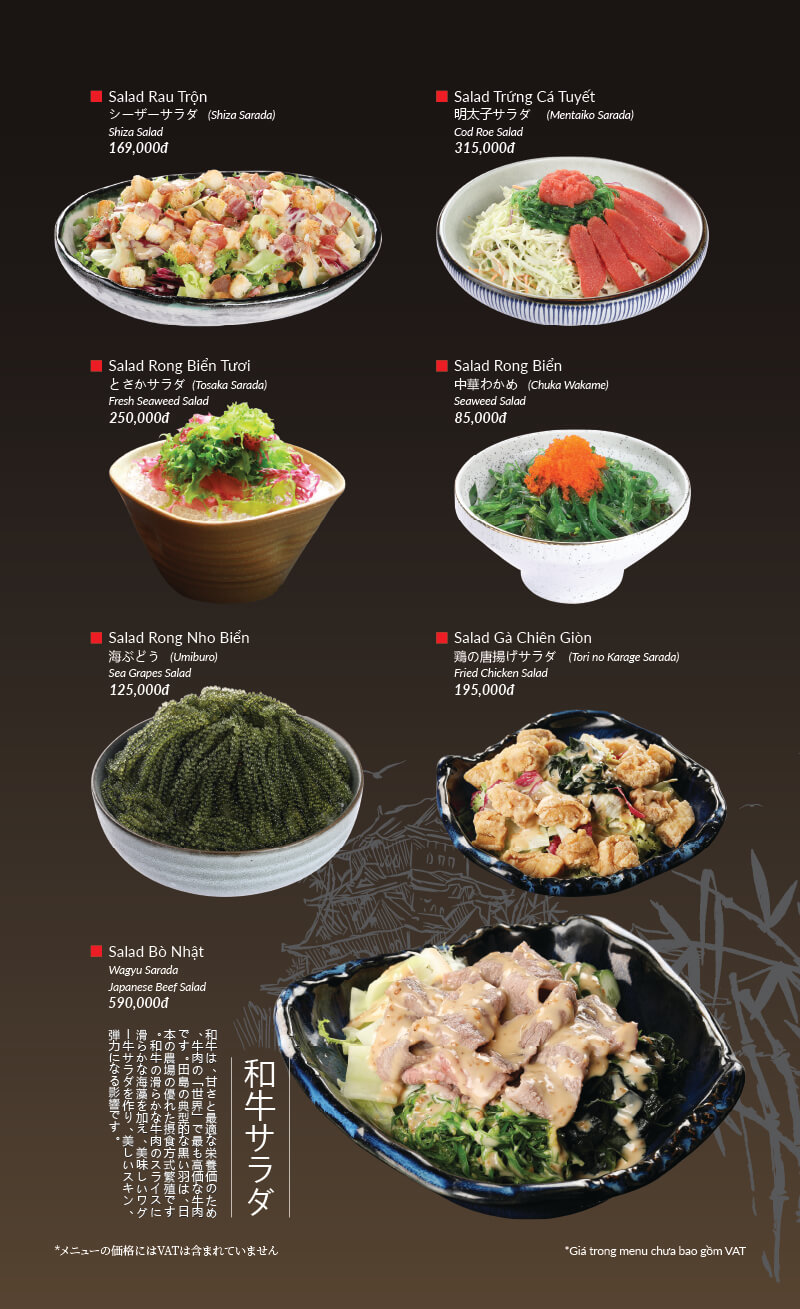 Salad Rau Trộn
シーザーサラダ (Shiza Sarada)
Shiza Salad
169,000đ
Salad Trứng Cá Tuyết
明太子サラダ (Mentaiko Sarada)
Cod Roe Salad
315,000đ
Salad Rong Biển Tươi
とさかサラダ (Tosaka Sarada)
Fresh Seaweed Salad
250,000đ
Salad Rong Biển
中華わかめ (Chuka Wakame)
Seaweed Salad
85,000đ
Salad Rong Nho Biển
海ぶどう (Umiburo)
Sea Grapes Salad
125,000đ
Salad Gà Chiên Giòn
鶏の唐揚げサラダ (Tori no Karage Sarada)
Fried Chicken Salad
195,000đ
Salad Bò Nhật
Wagyu Sarada
Japanese Beef Salad
590,000đ
和牛サラダ
和牛は、甘さと最適な栄養価のため
、牛肉の「世界」で最も高価な牛肉
です。田島の典型的な黒い羽は、日
本の農場の優れた摂食方式繁殖です
。和牛の滑らかな牛肉のスライスに
滑らかな海藻を加え、美味しいワグ
ー牛サラダを作り、美しいスキン、
弾力になる影響です。
*メニューの価格にはVATは含まれていません
*Giá trong menu chưa bao gồm VAT